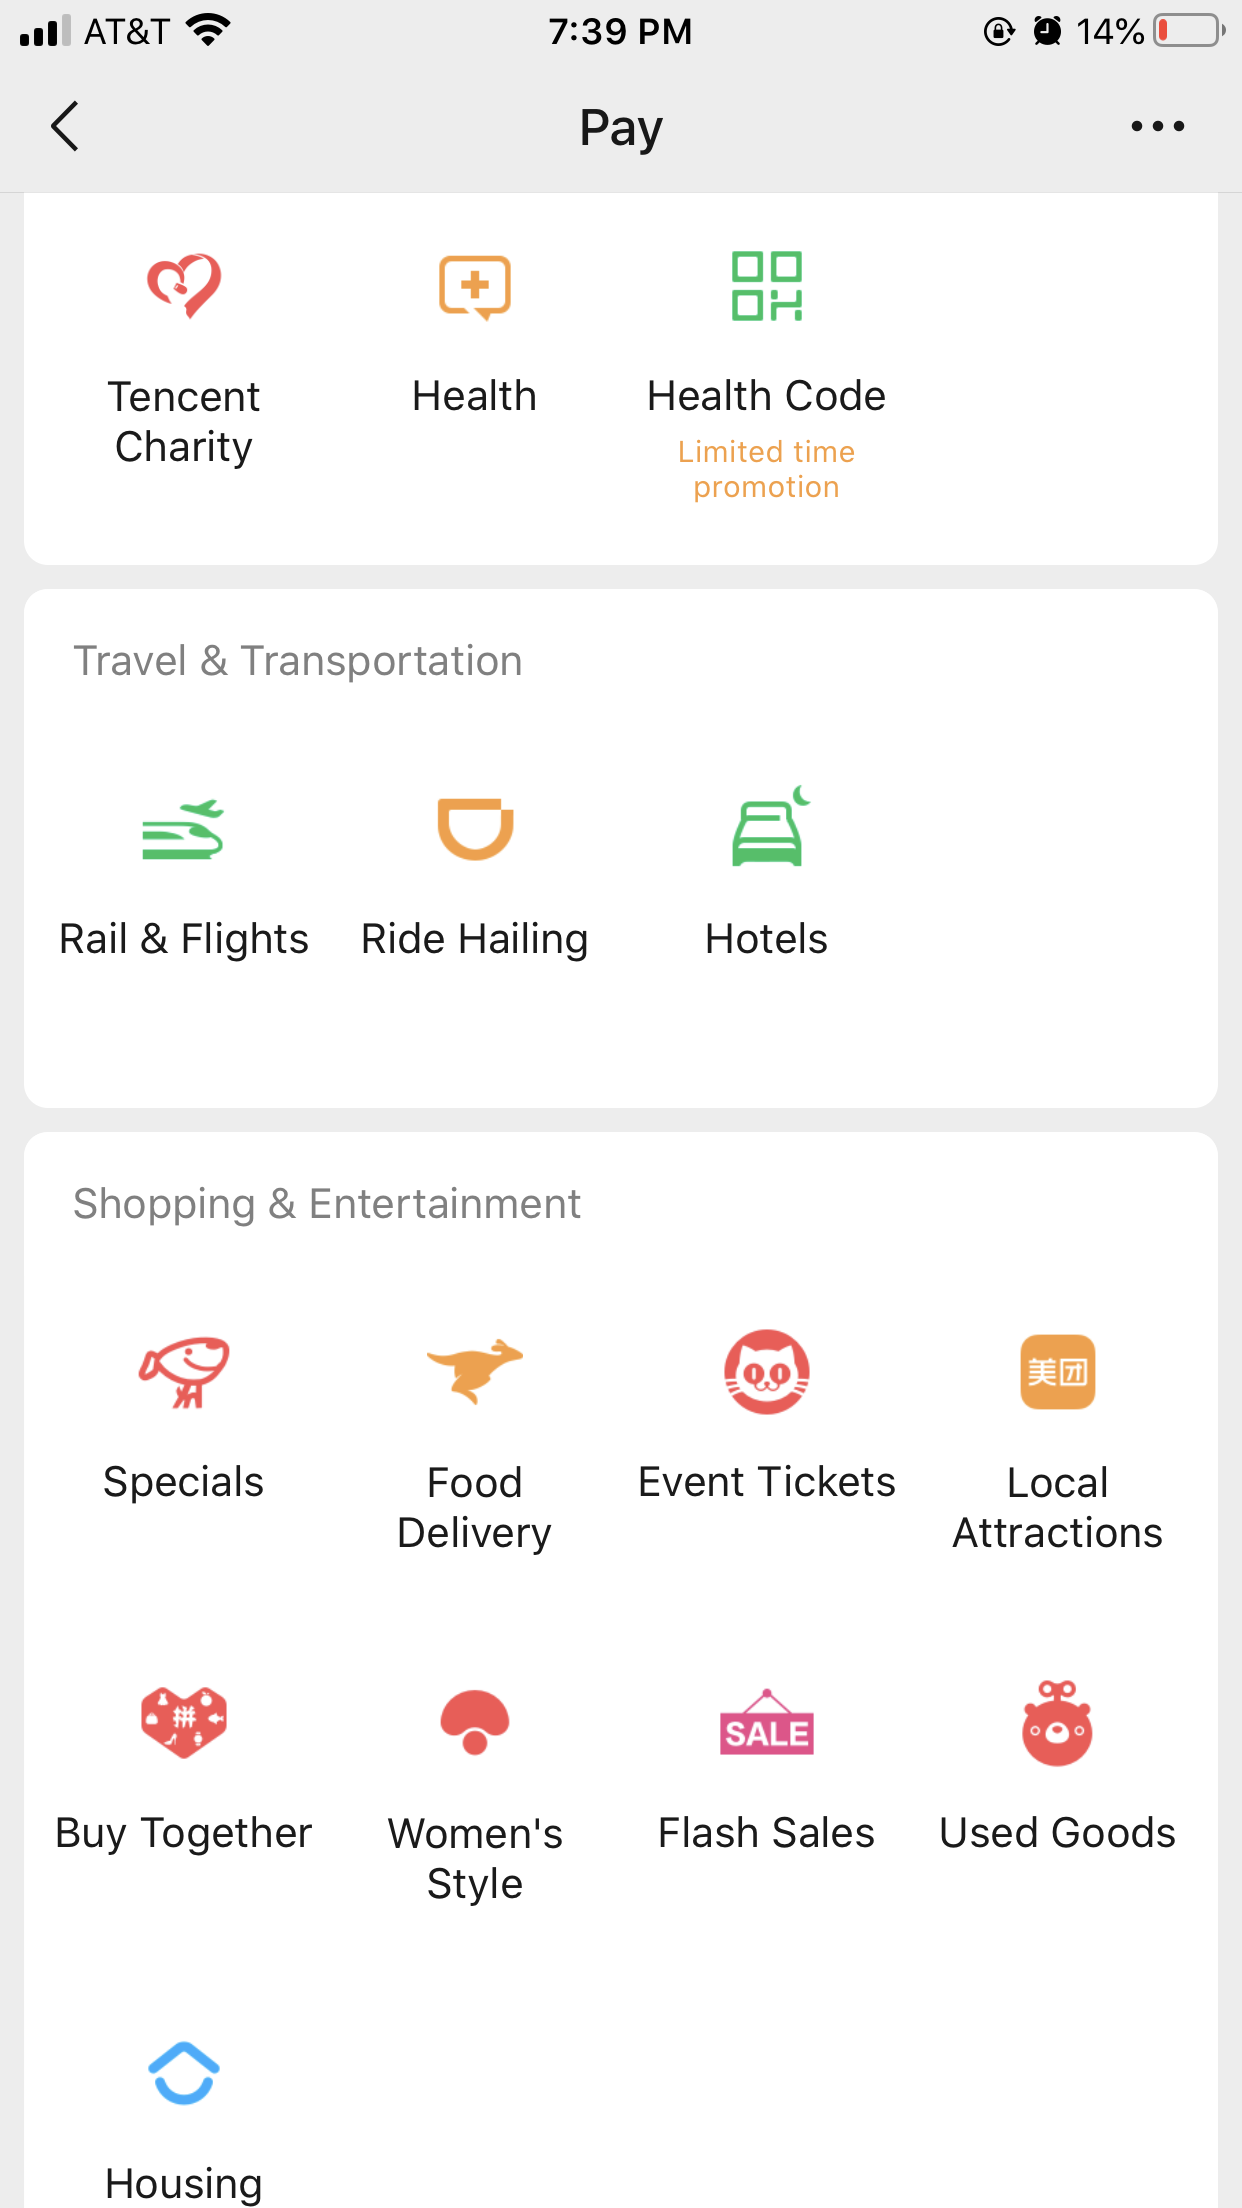 AT&T 7:39 PM 14%
Pay
Tencent
Charity
Health
Health Code
Limited time
promotion
Travel & Transportation
Rail & Flights
Ride Hailing
Hotels
Shopping & Entertainment
美团
Specials
Food
Delivery
Event Tickets
Local
Attractions
拼
SALE
Buy Together
Women's
Style
Flash Sales
Used Goods
Housing